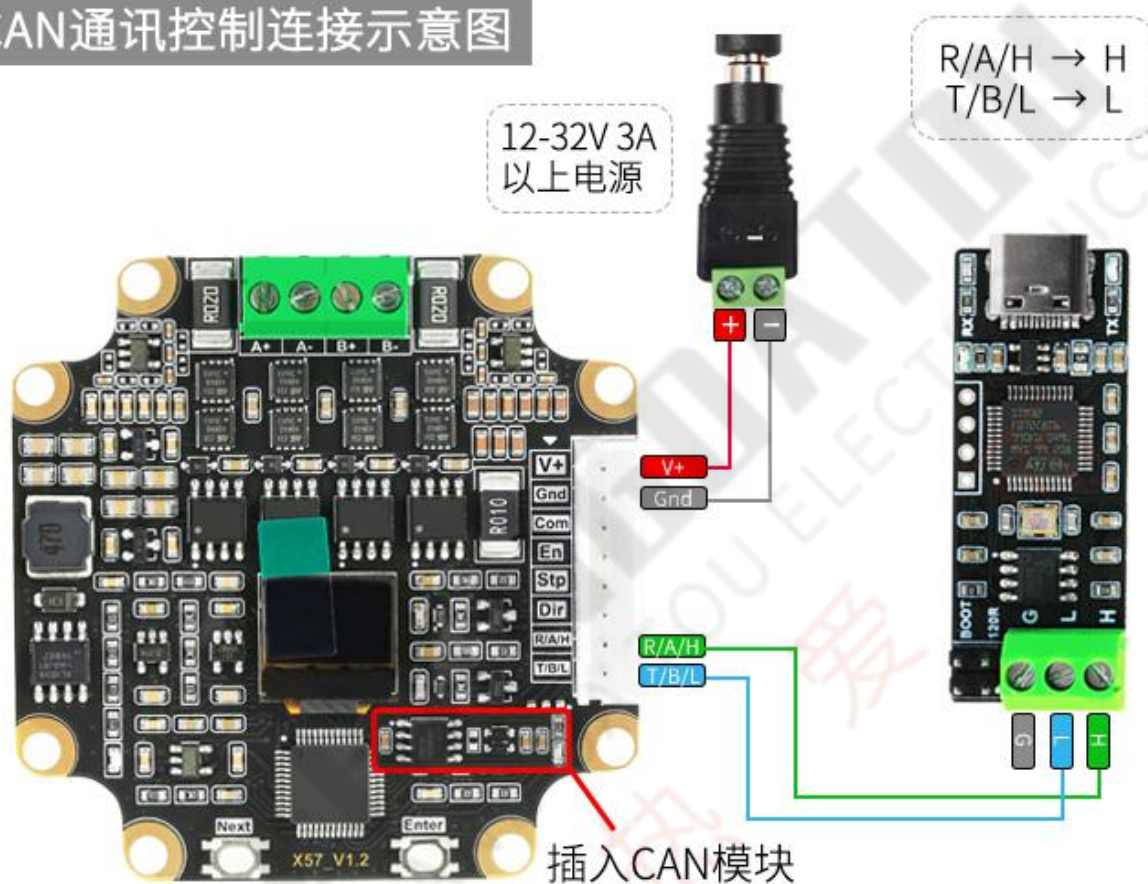 CAN通讯控制连接示意图
R/A/H → H
T/B/L → L
12-32V 3A
以上电源
+ −
R020
R020
A+ A- B+ B-
RX
TX
V+
Gnd
Com
En
Stp
Dir
R/A/H
T/B/L
R010
470
V+
Gnd
R/A/H
T/B/L
BOOT
120R
G L H
G L H
Next
Enter
X57_V1.2
插入CAN模块